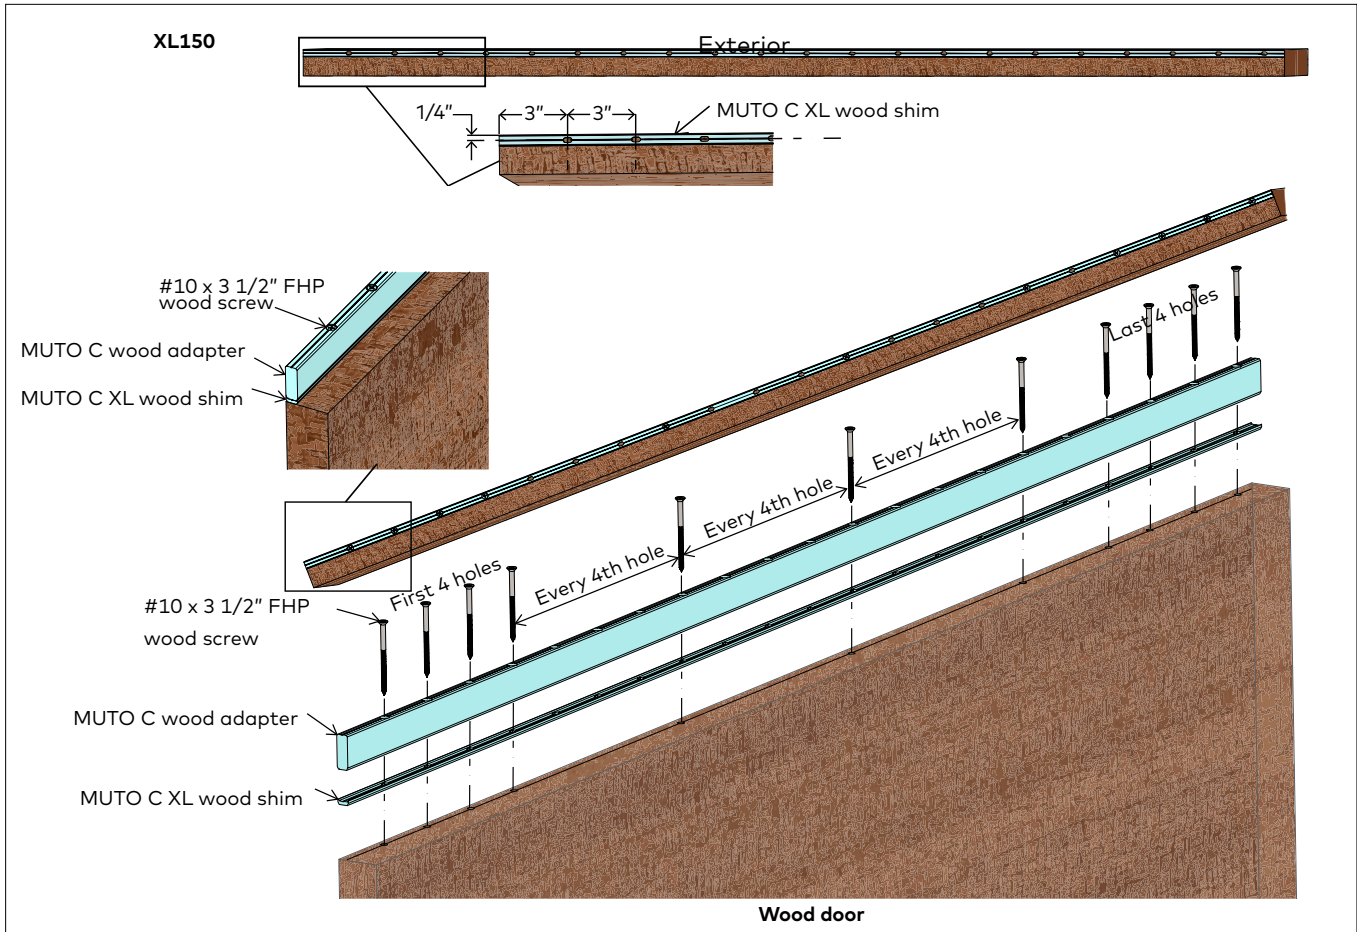 XL150
Exterior
1/4”
3”
3”
MUTO C XL wood shim
#10 x 3 1/2” FHP
wood screw
MUTO C wood adapter
MUTO C XL wood shim
Last 4 holes
Every 4th hole
Every 4th hole
Every 4th hole
First 4 holes
#10 x 3 1/2” FHP
wood screw
MUTO C wood adapter
MUTO C XL wood shim
Wood door